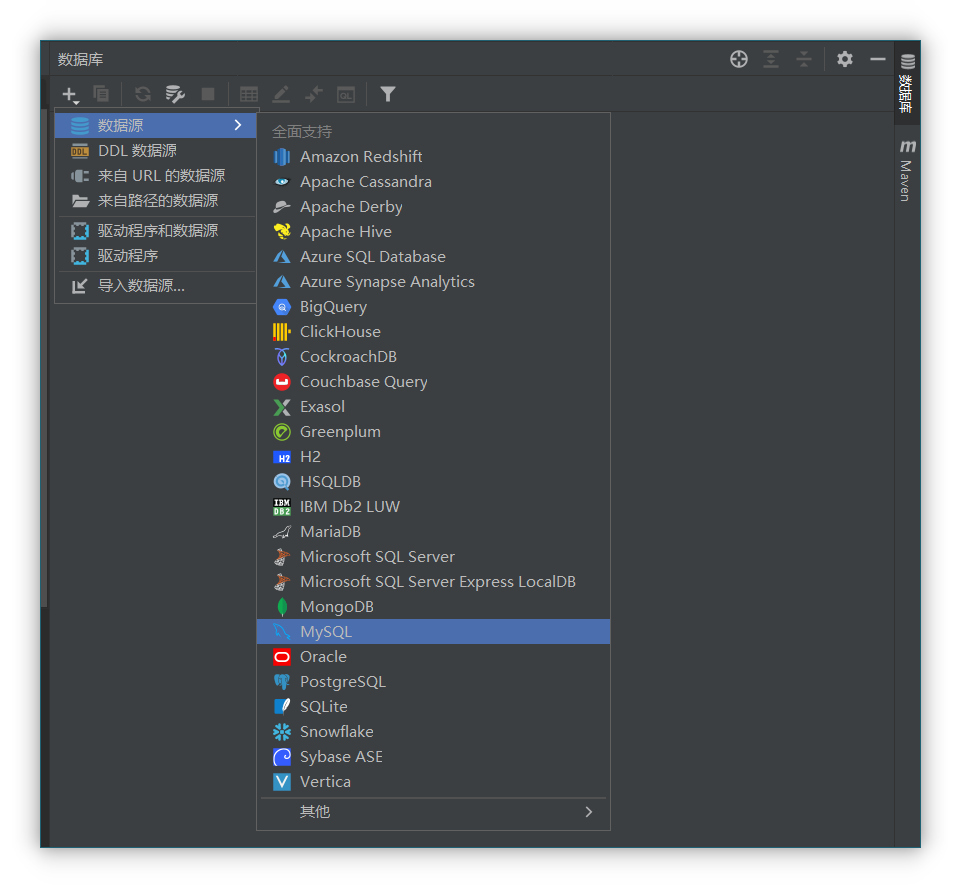 数据库
数据源
DDL 数据源
来自 URL 的数据源
来自路径的数据源
驱动程序和数据源
驱动程序
导入数据源...
全面支持
Amazon Redshift
Apache Cassandra
Apache Derby
Apache Hive
Azure SQL Database
Azure Synapse Analytics
BigQuery
ClickHouse
CockroachDB
Couchbase Query
Exasol
Greenplum
H2
HSQLDB
IBM Db2 LUW
MariaDB
Microsoft SQL Server
Microsoft SQL Server Express LocalDB
MongoDB
MySQL
Oracle
PostgreSQL
SQLite
Snowflake
Sybase ASE
Vertica
其他
数据库
Maven